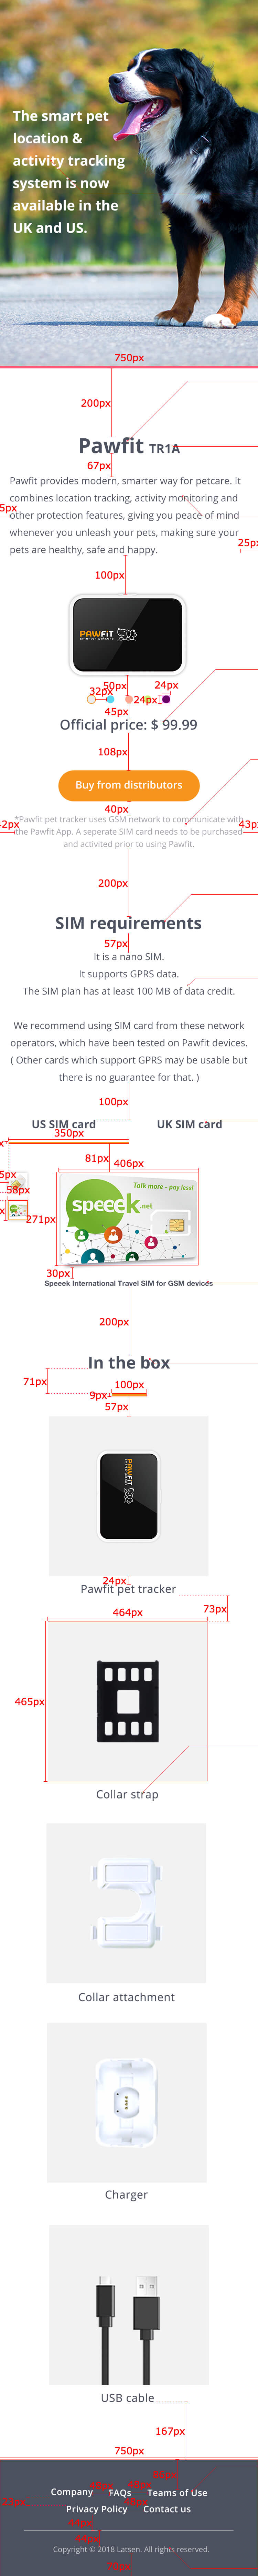 The smart pet
location &
activity tracking
system is now
available in the
UK and US.
750px
200px
Pawfit TR1A
67px
Pawfit provides modern, smarter way for petcare. It
combines location tracking, activity monitoring and
5px
other protection features, giving you peace of mind
whenever you unleash your pets, making sure your
25px
pets are healthy, safe and happy.
100px
PAWFIT
smarter petcare
50px
24px
32px
24px
45px
Official price: $ 99.99
108px
Buy from distributors
40px
*Pawfit pet tracker uses GSM network to communicate with
42px
43p
the Pawfit App. A seperate SIM card needs to be purchased
and activited prior to using Pawfit.
200px
SIM requirements
57px
It is a nano SIM.
It supports GPRS data.
The SIM plan has at least 100 MB of data credit.
We recommend using SIM card from these network
operators, which have been tested on Pawfit devices.
( Other cards which support GPRS may be usable but
there is no guarantee for that. )
100px
US SIM card
UK SIM card
350px
81px
406px
5px
58px
Talk more - pay less!
speeek.net
271px
30px
Speeek International Travel SIM for GSM devices
200px
In the box
71px
100px
9px
57px
PAWFIT
24px
Pawfit pet tracker
73px
464px
465px
Collar strap
Collar attachment
Charger
USB cable
167px
750px
Company
FAQs
Teams of Use
Privacy Policy
Contact us
Copyright © 2018 Latsen. All rights reserved.